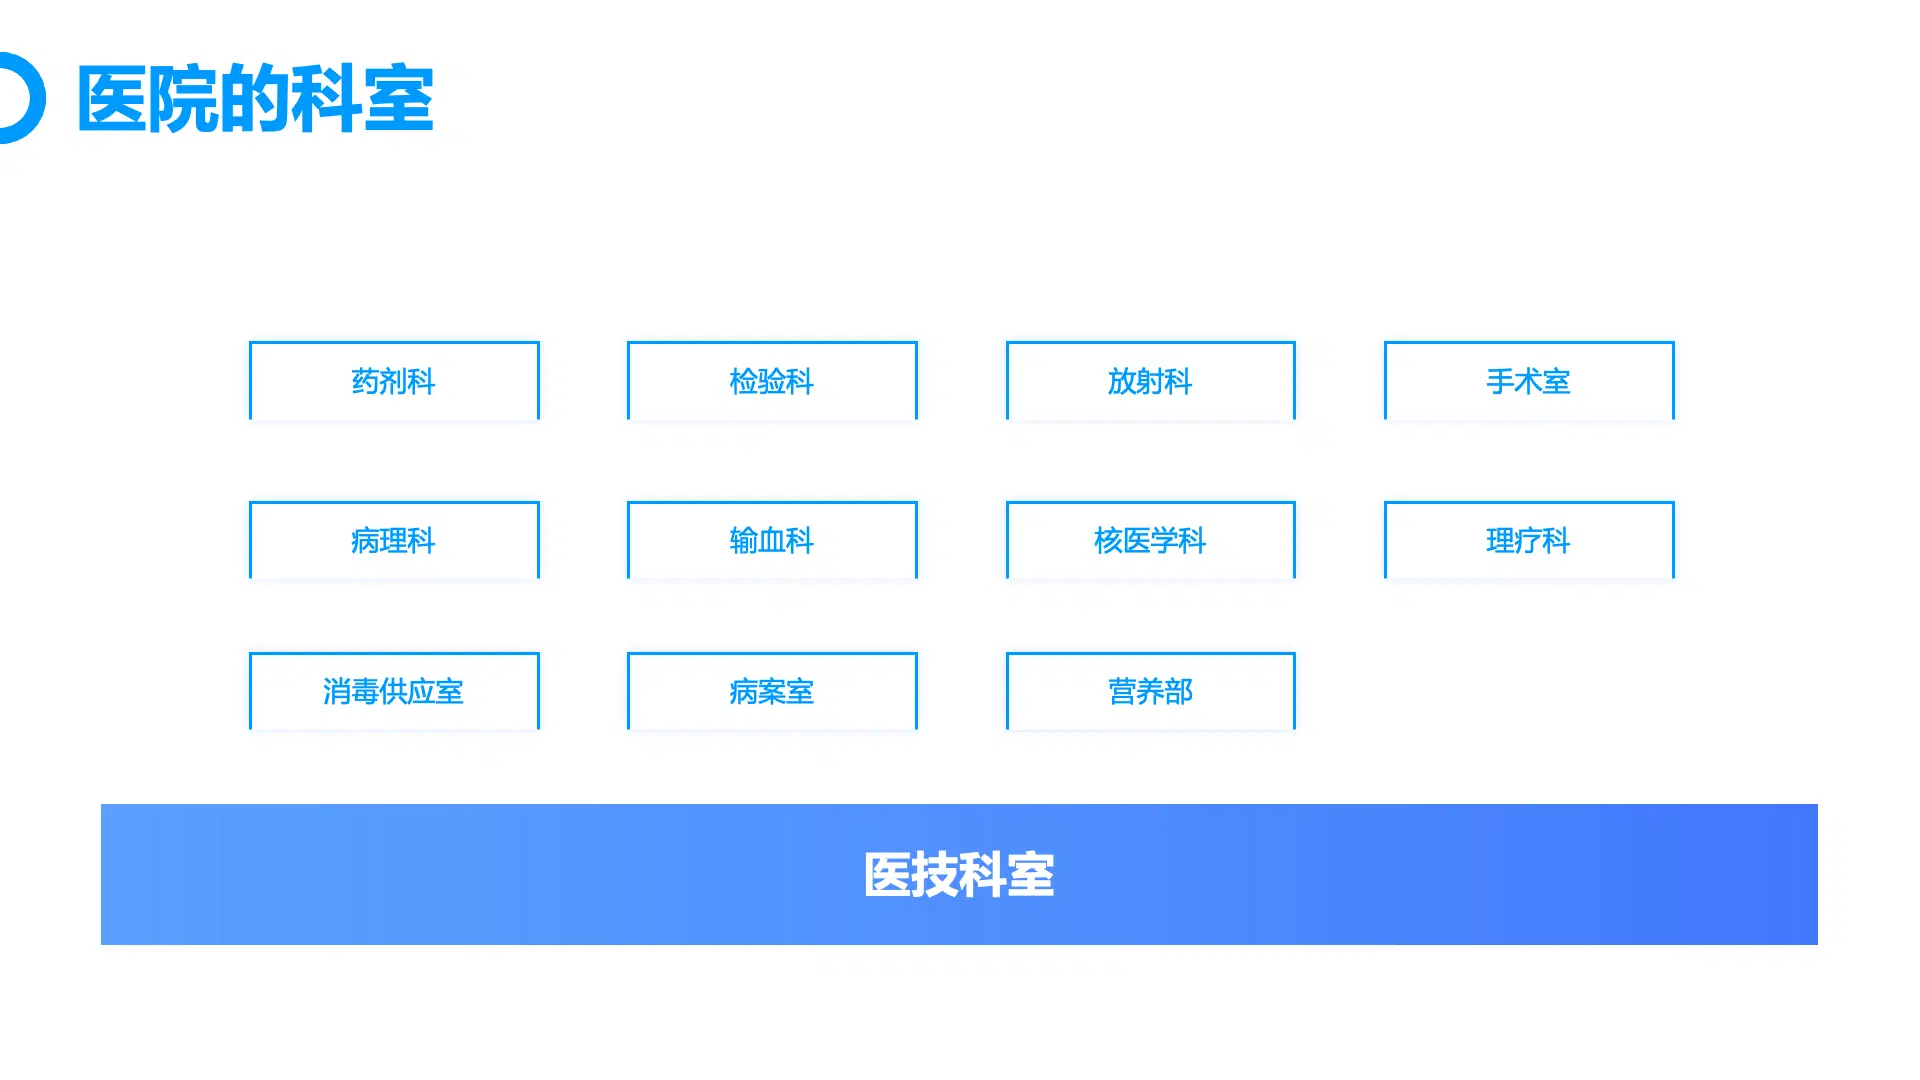 医院的科室
药剂科
检验科
放射科
手术室
病理科
输血科
核医学科
理疗科
消毒供应室
病案室
营养部
医技科室